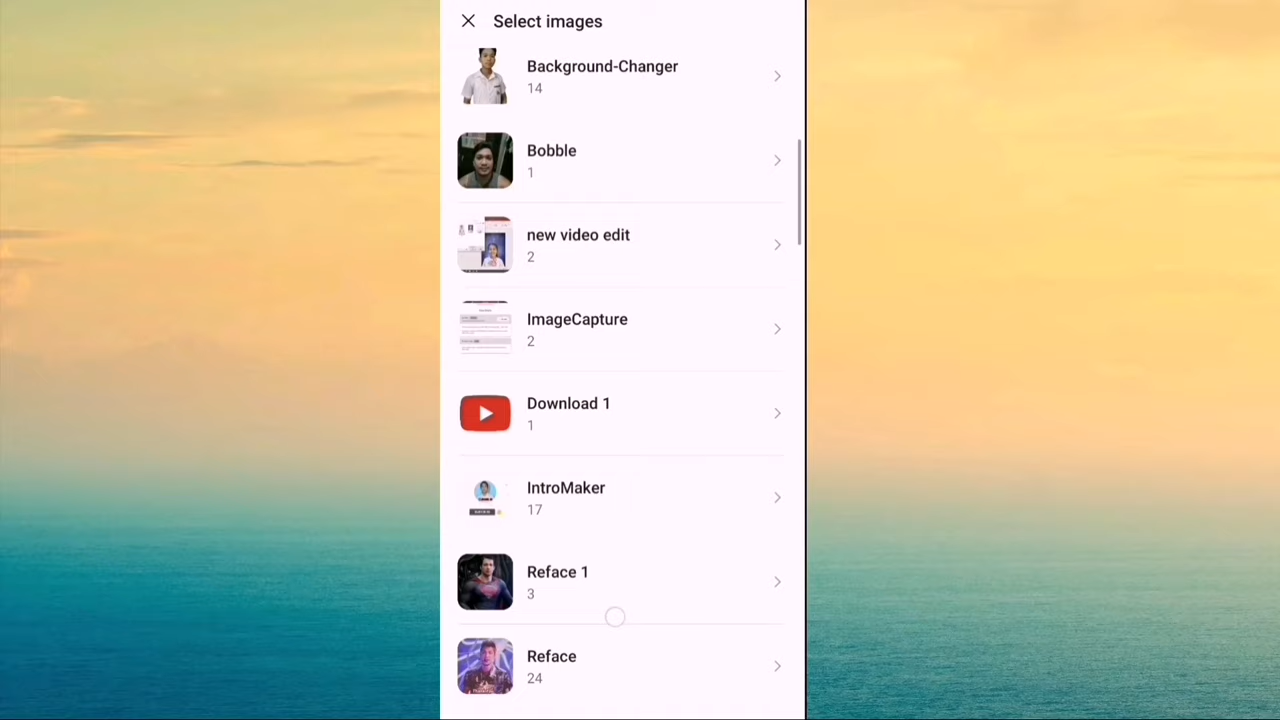 Select images
Background-Changer
14
Bobble
1
new video edit
2
ImageCapture
2
Download 1
1
IntroMaker
17
Reface 1
3
Reface
24